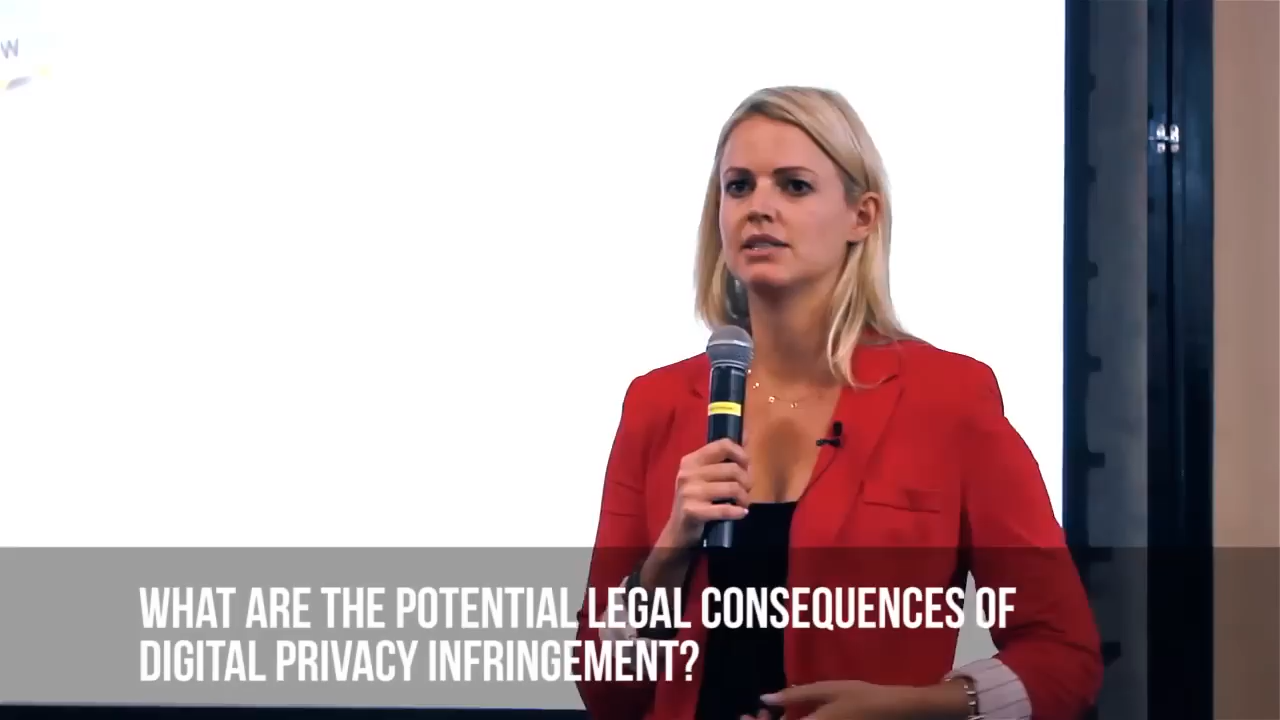 W
WHAT ARE THE POTENTIAL LEGAL CONSEQUENCES OF
DIGITAL PRIVACY INFRINGEMENT?